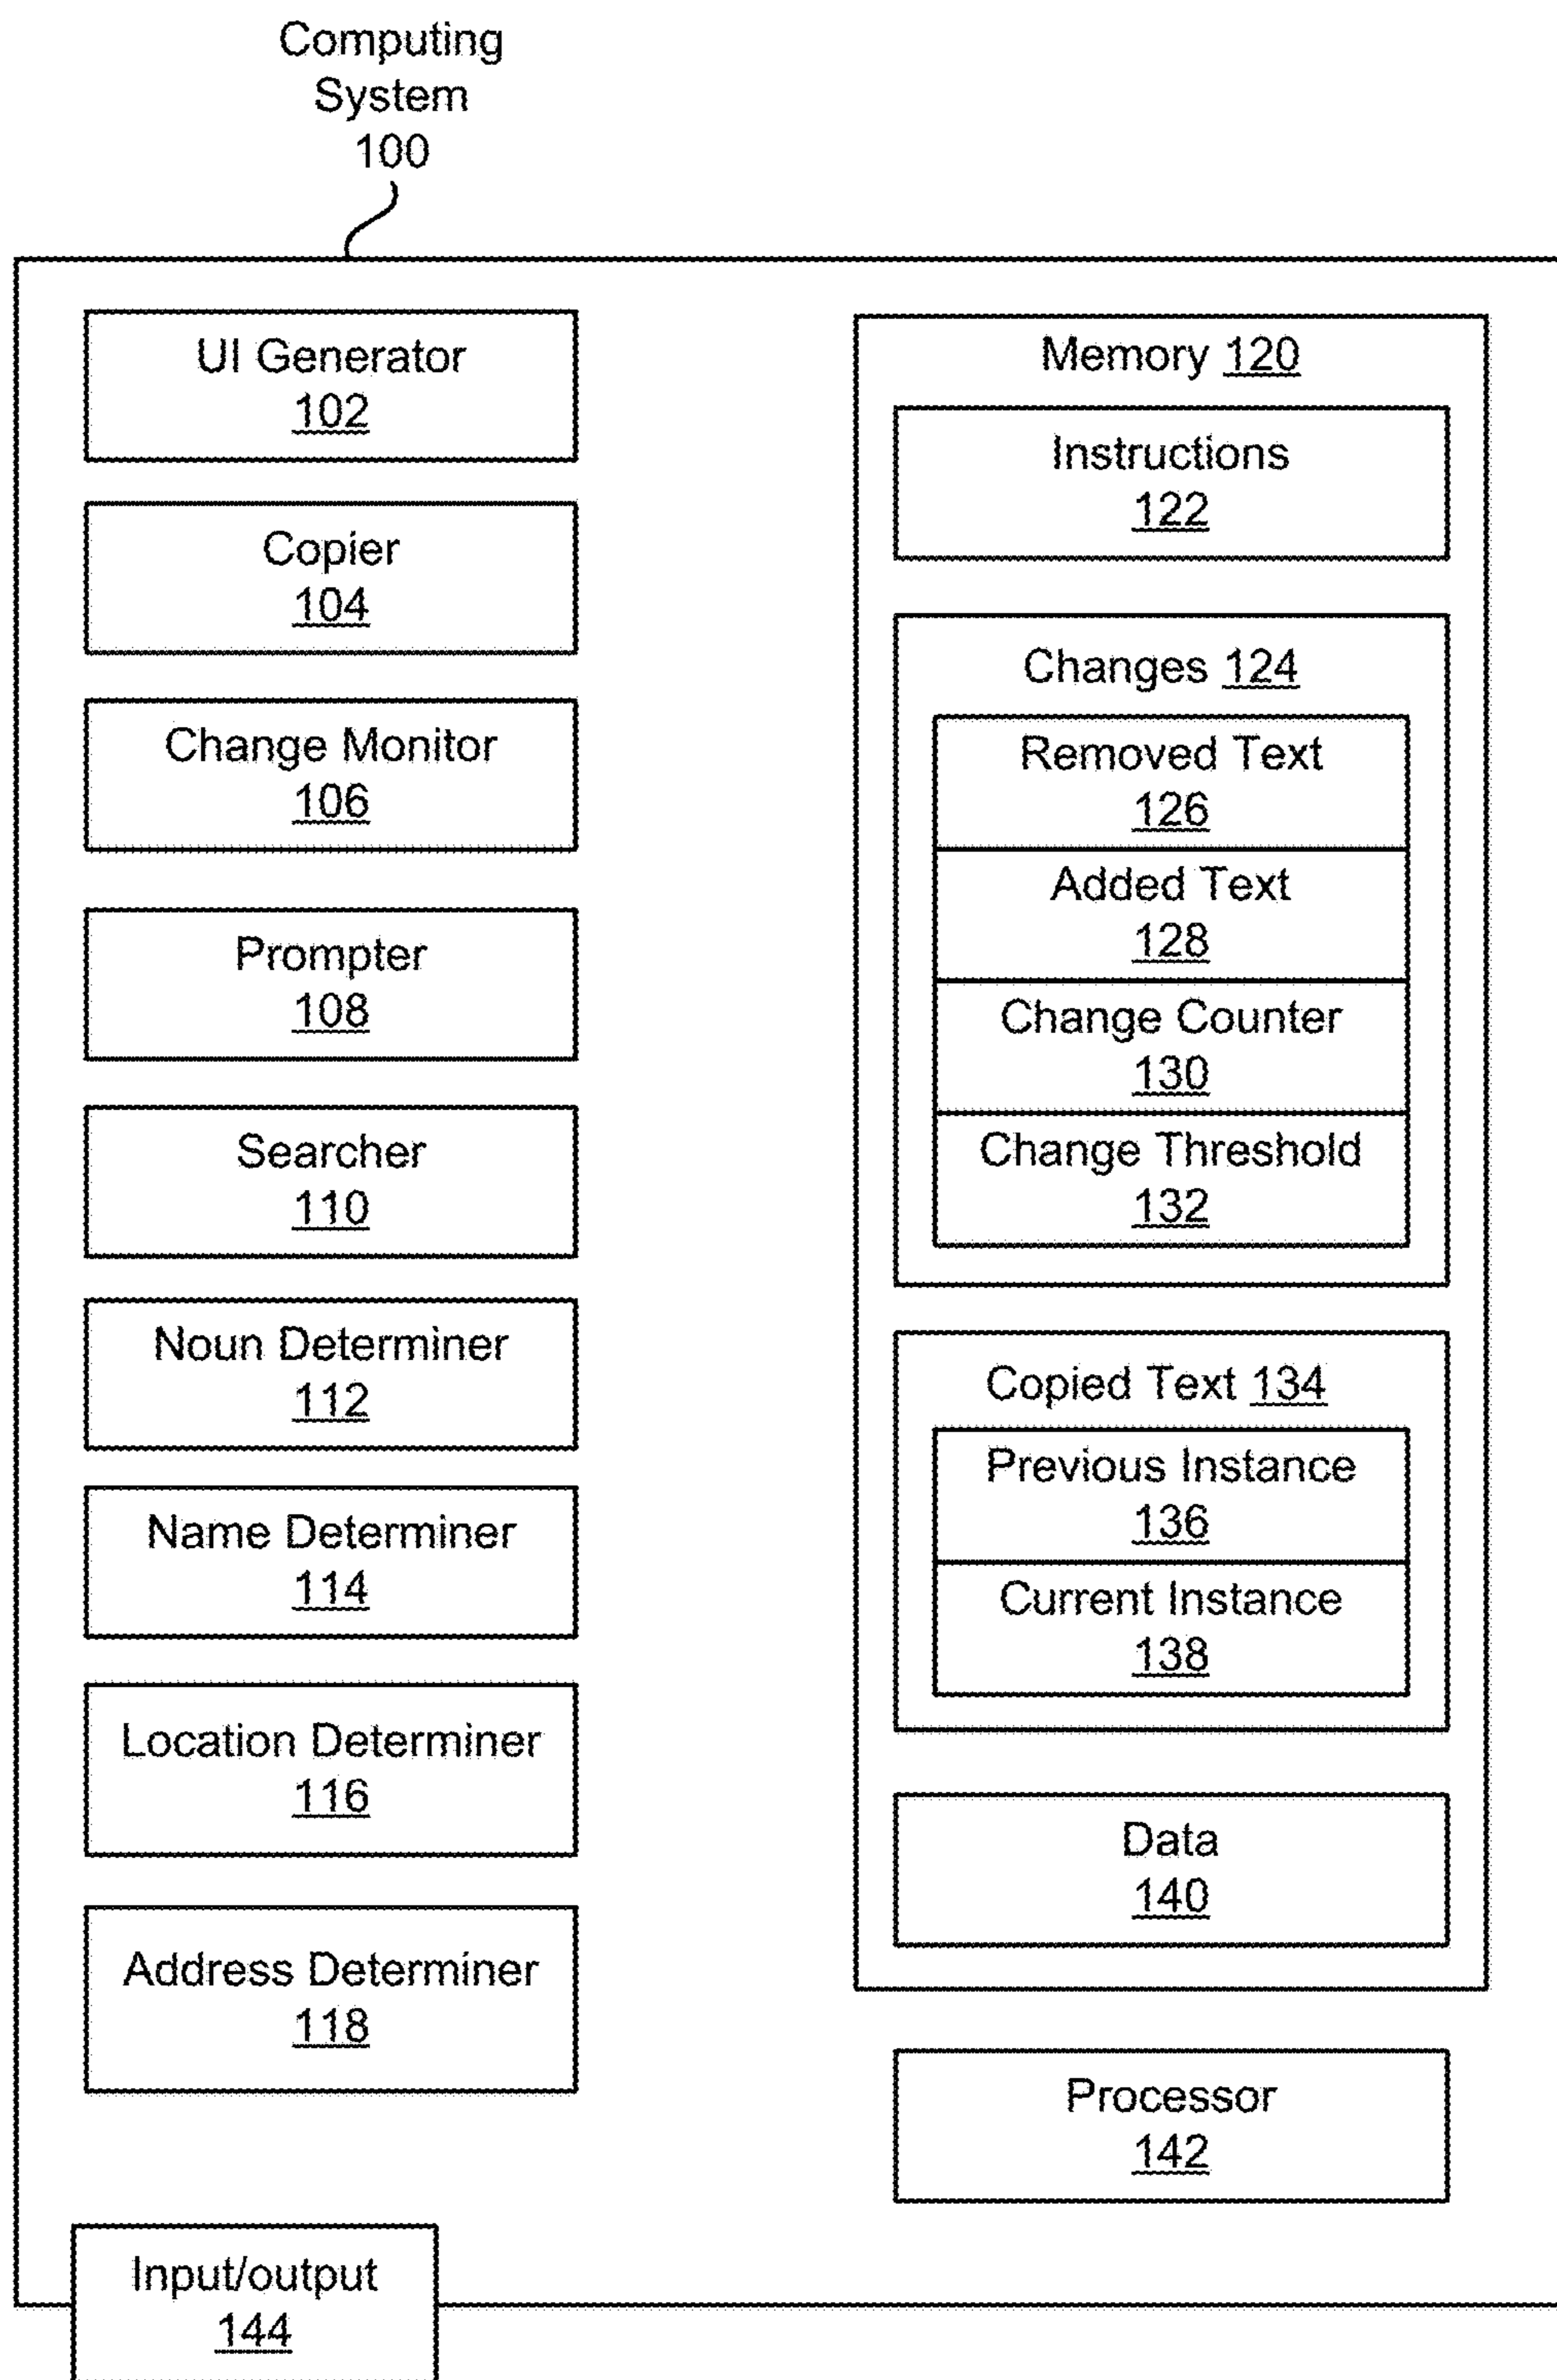 Computing
System
100
UI Generator
102
Copier
104
Change Monitor
106
Prompter
108
Searcher
110
Noun Determiner
112
Name Determiner
114
Location Determiner
116
Address Determiner
118
Input/output
144
Memory 120
Instructions
122
Changes 124
Removed Text
126
Added Text
128
Change Counter
130
Change Threshold
132
Copied Text 134
Previous Instance
136
Current Instance
138
Data
140
Processor
142